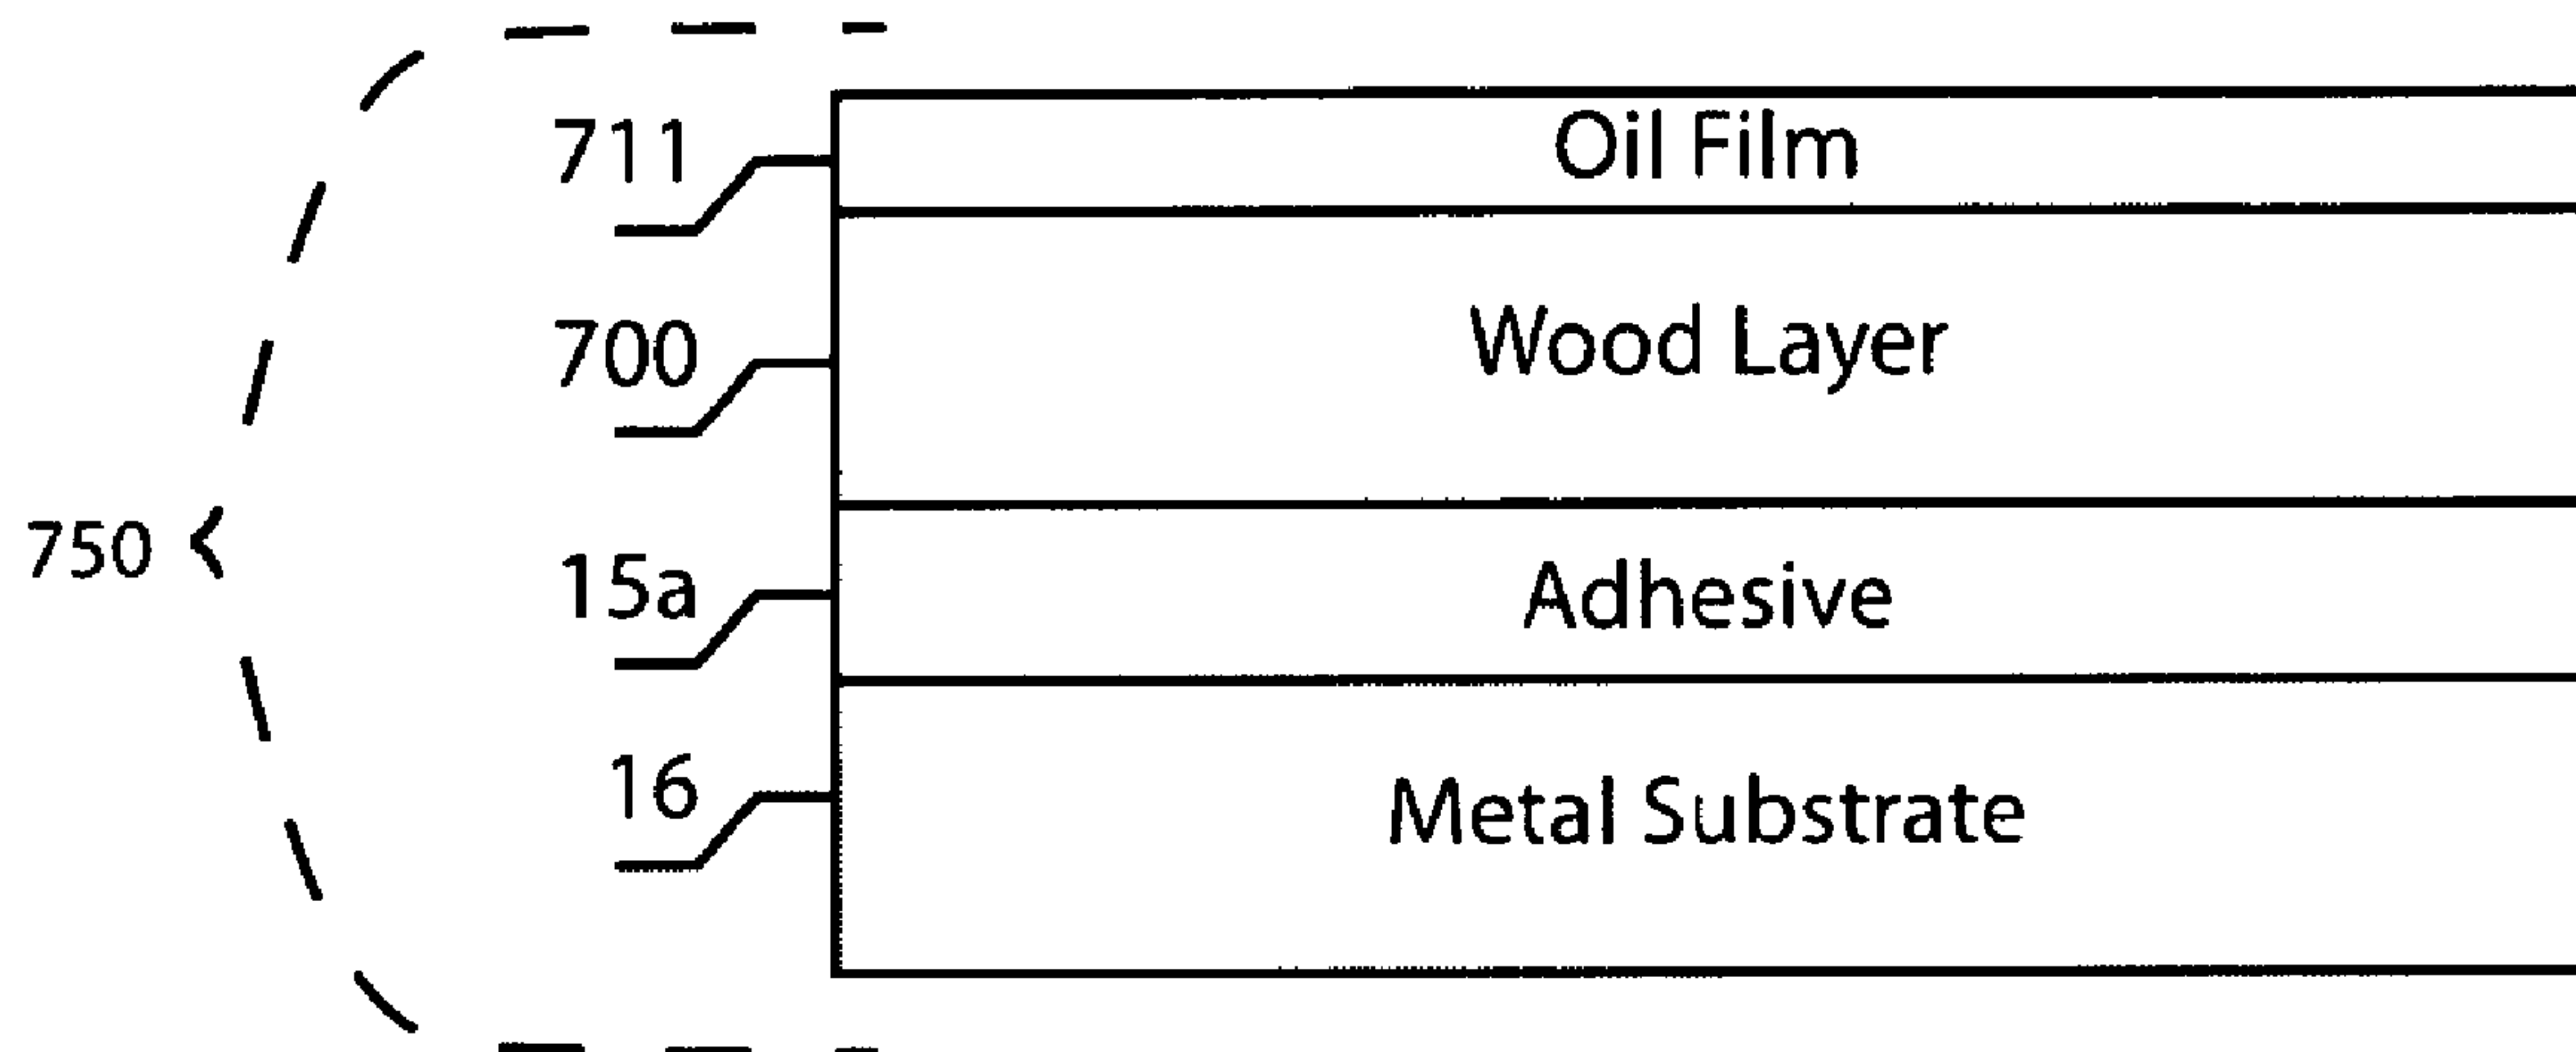 711 Oil Film
700 Wood Layer
750
15a Adhesive
16 Metal Substrate